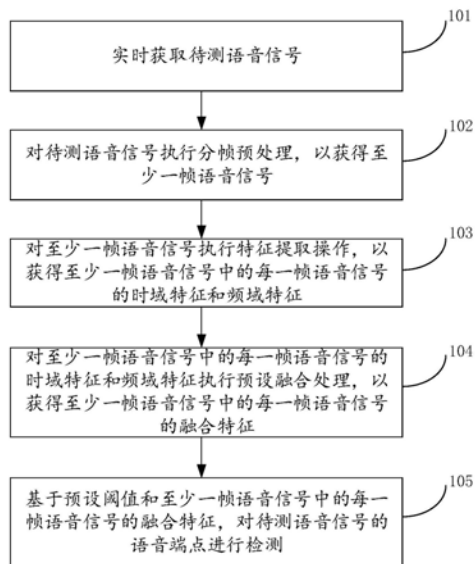 101
实时获取待测语音信号
102
对待测语音信号执行分帧预处理，以获得至
少一帧语音信号
103
对至少一帧语音信号执行特征提取操作，以
获得至少一帧语音信号中的每一帧语音信号
的时域特征和频域特征
104
对至少一帧语音信号中的每一帧语音信号的
时域特征和频域特征执行预设融合处理，以
获得至少一帧语音信号中的每一帧语音信号
的融合特征
105
基于预设阈值和至少一帧语音信号中的每一
帧语音信号的融合特征，对待测语音信号的
语音端点进行检测